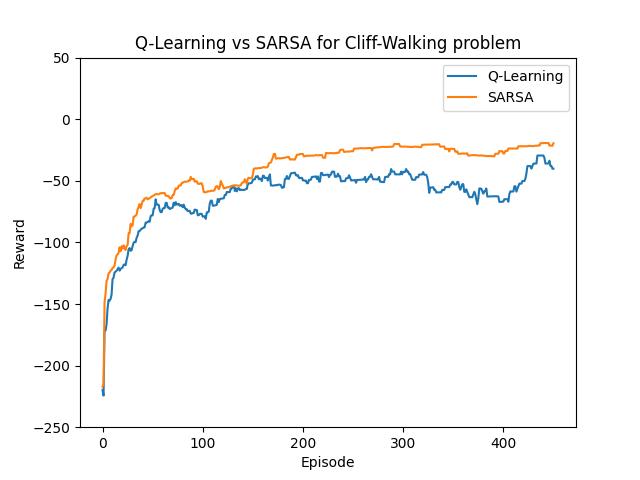 Q-Learning vs SARSA for Cliff-Walking problem
50
0
−50
−100
−150
−200
−250
Reward
Q-Learning
SARSA
0 100 200 300 400
Episode